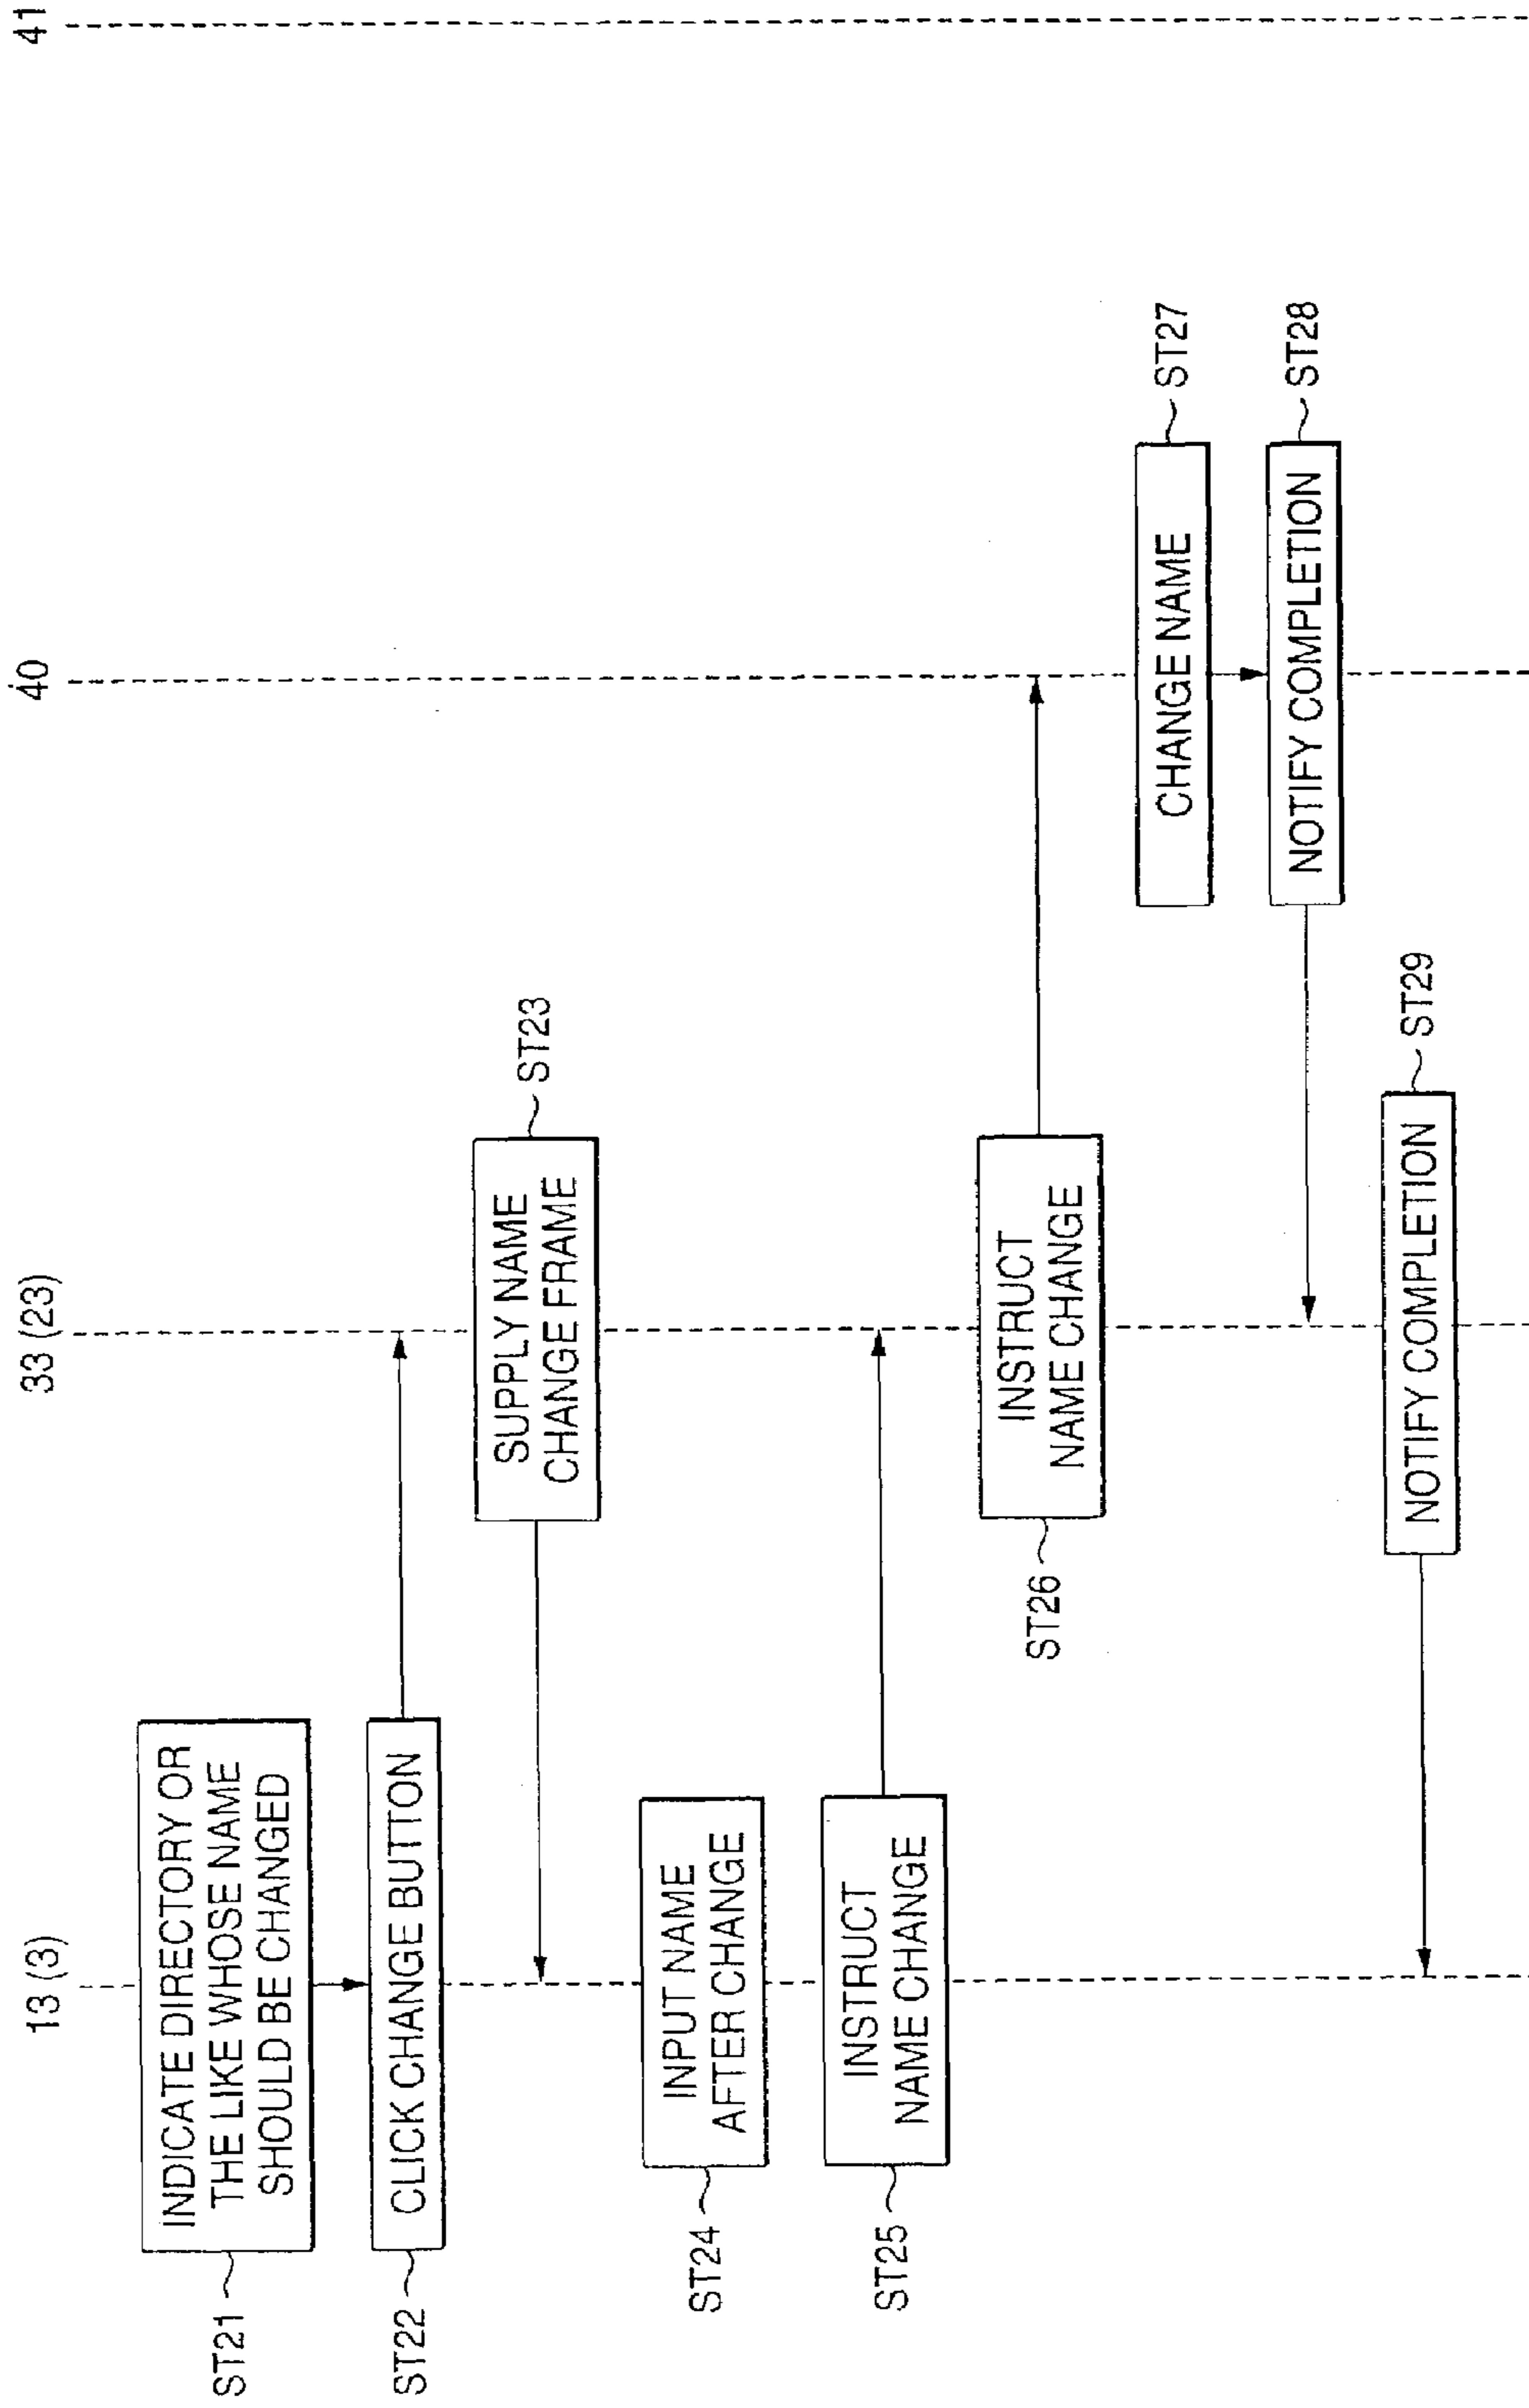 13 (3)
33 (23)
40
41
ST21
INDICATE DIRECTORY OR
THE LIKE WHOSE NAME
SHOULD BE CHANGED
ST22
CLICK CHANGE BUTTON
SUPPLY NAME
CHANGE FRAME
ST23
ST24
INPUT NAME
AFTER CHANGE
ST25
INSTRUCT
NAME CHANGE
ST26
INSTRUCT
NAME CHANGE
CHANGE NAME
ST27
NOTIFY COMPLETION
ST28
NOTIFY COMPLETION
ST29